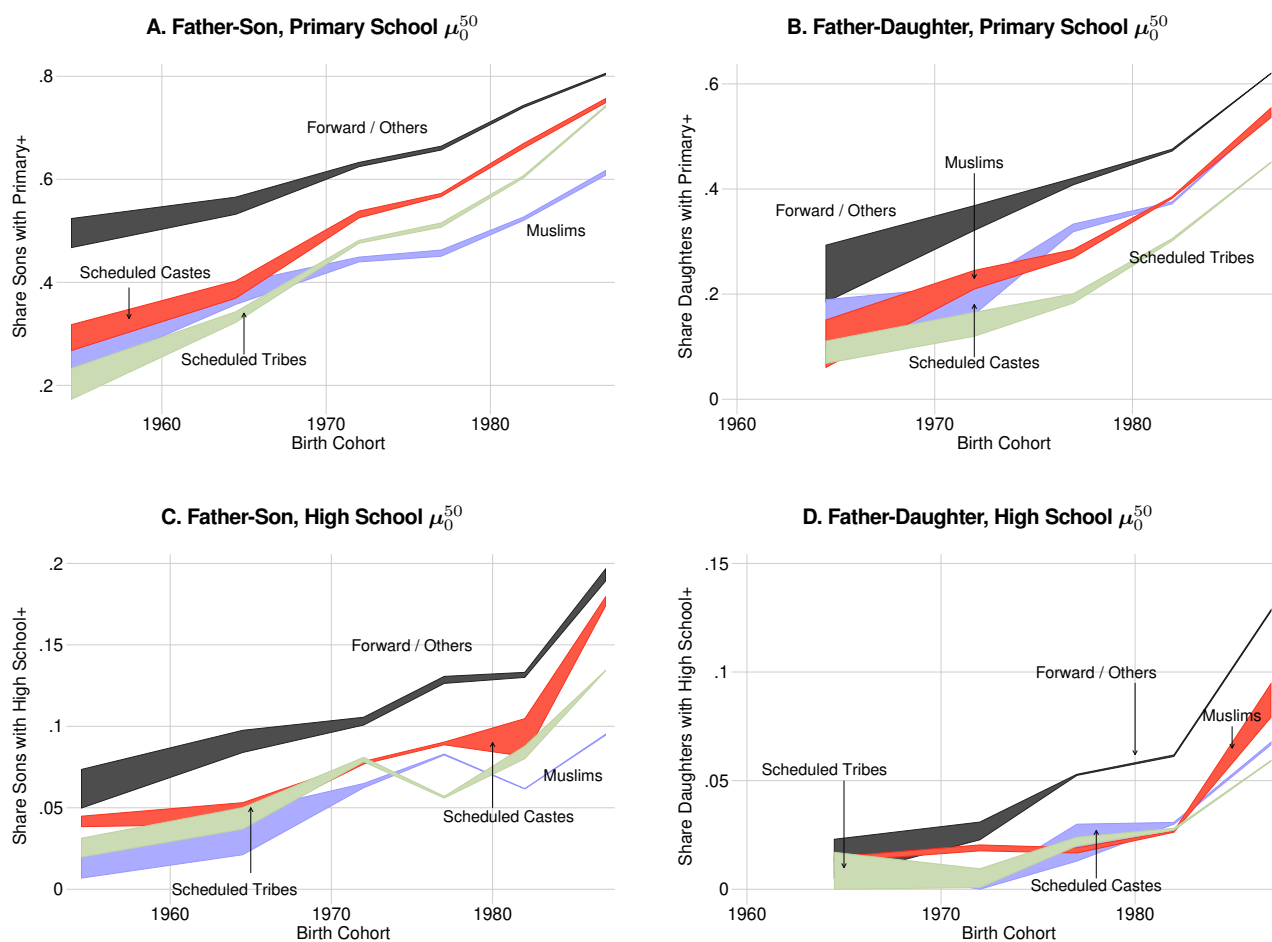 A. Father-Son, Primary School μ₀⁵⁰
Share Sons with Primary+
.8
.6
.4
.2
Forward / Others
Scheduled Castes
Muslims
Scheduled Tribes
1960 1970 1980
Birth Cohort
B. Father-Daughter, Primary School μ₀⁵⁰
Share Daughters with Primary+
.6
.4
.2
0
Muslims
Forward / Others
Scheduled Tribes
Scheduled Castes
1960 1970 1980
Birth Cohort
C. Father-Son, High School μ₀⁵⁰
Share Sons with High School+
.2
.15
.1
.05
0
Forward / Others
Muslims
Scheduled Castes
Scheduled Tribes
1960 1970 1980
Birth Cohort
D. Father-Daughter, High School μ₀⁵⁰
Share Daughters with High School+
.15
.1
.05
0
Forward / Others
Muslims
Scheduled Tribes
Scheduled Castes
1960 1970 1980
Birth Cohort